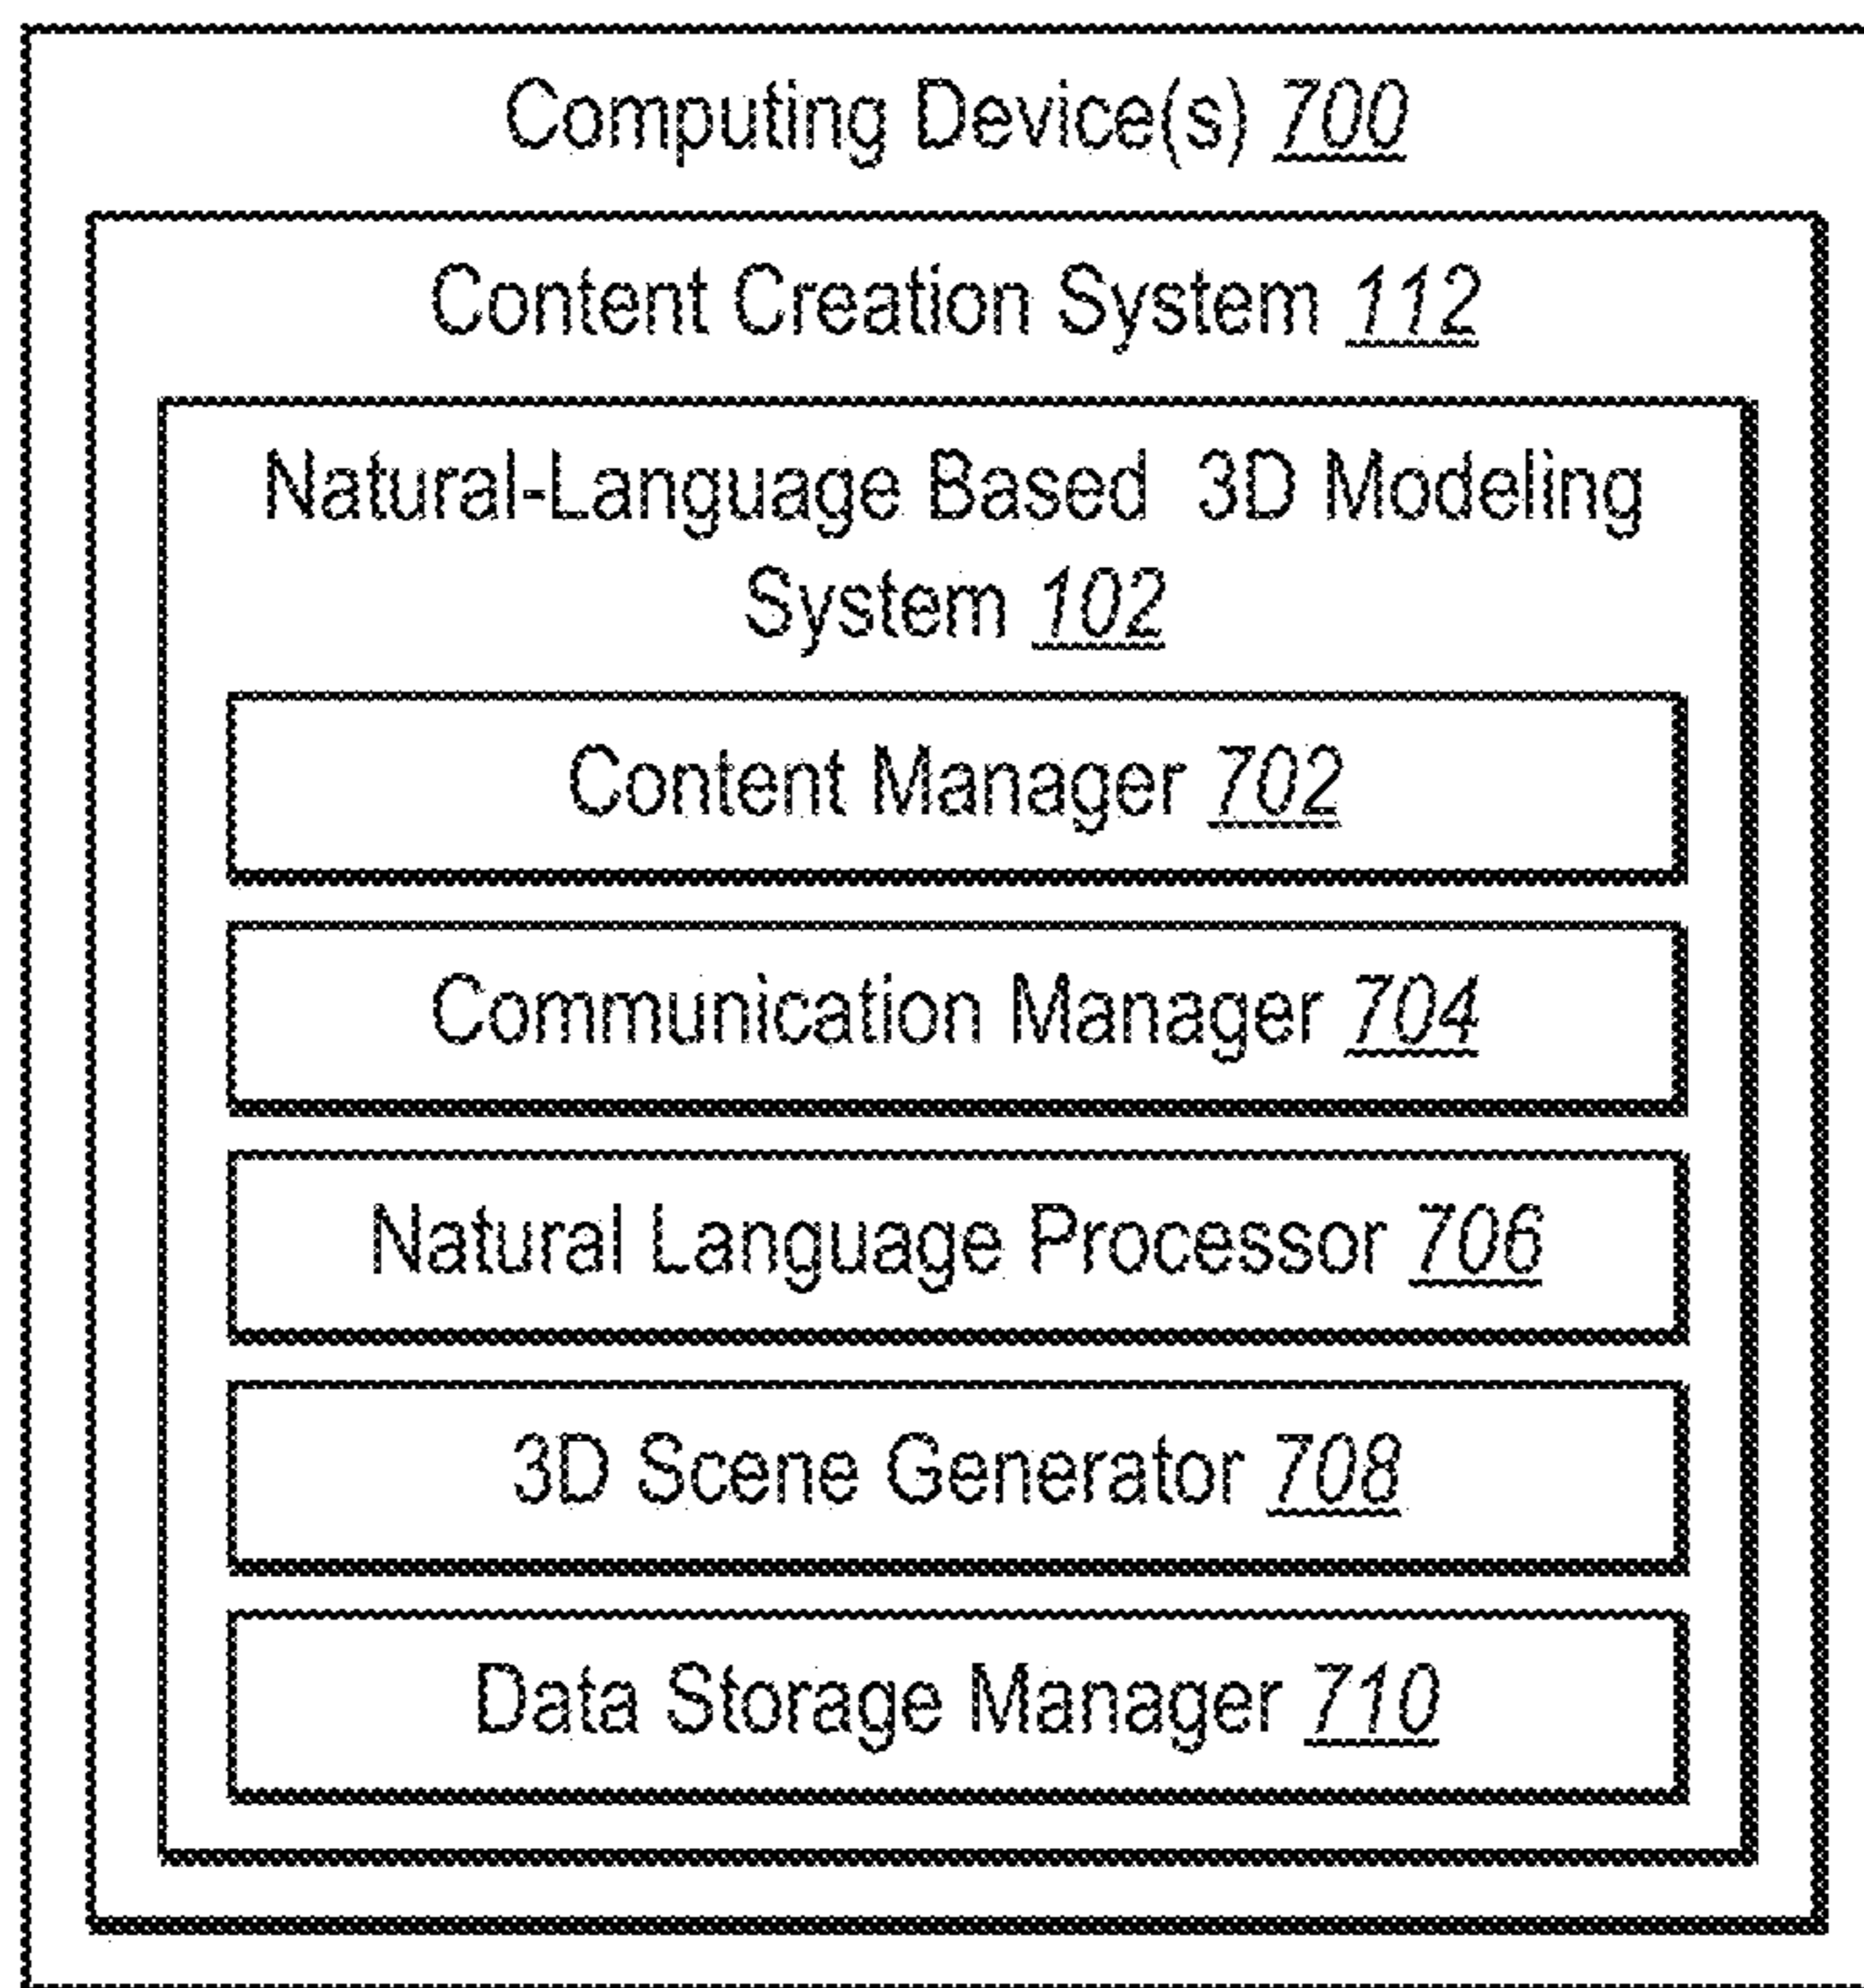 Computing Device(s) 700
Content Creation System 112
Natural-Language Based 3D Modeling
System 102
Content Manager 702
Communication Manager 704
Natural Language Processor 706
3D Scene Generator 708
Data Storage Manager 710